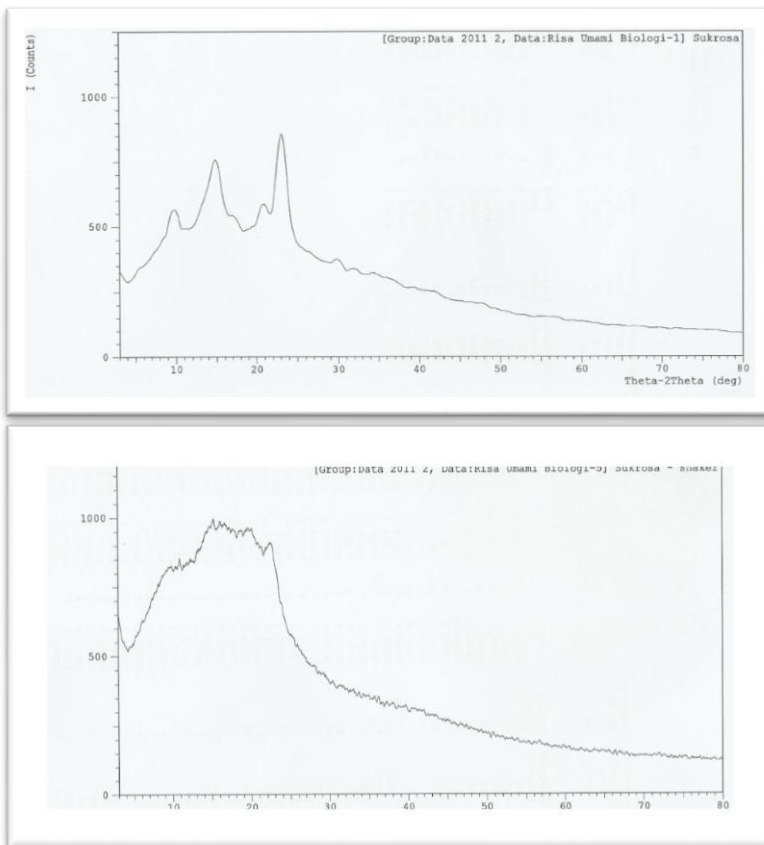 [Group:Data 2011 2, Data:Risa Umami Biologi-1] Sukrosa
I (Counts)
1000
500
0
10 20 30 40 50 60 70 80
Theta-2Theta (deg)
[Group:Data 2011 2, Data:Risa Umami Biologi-5] Sukrosa - Shaker
1000
500
0
10 20 30 40 50 60 70 80